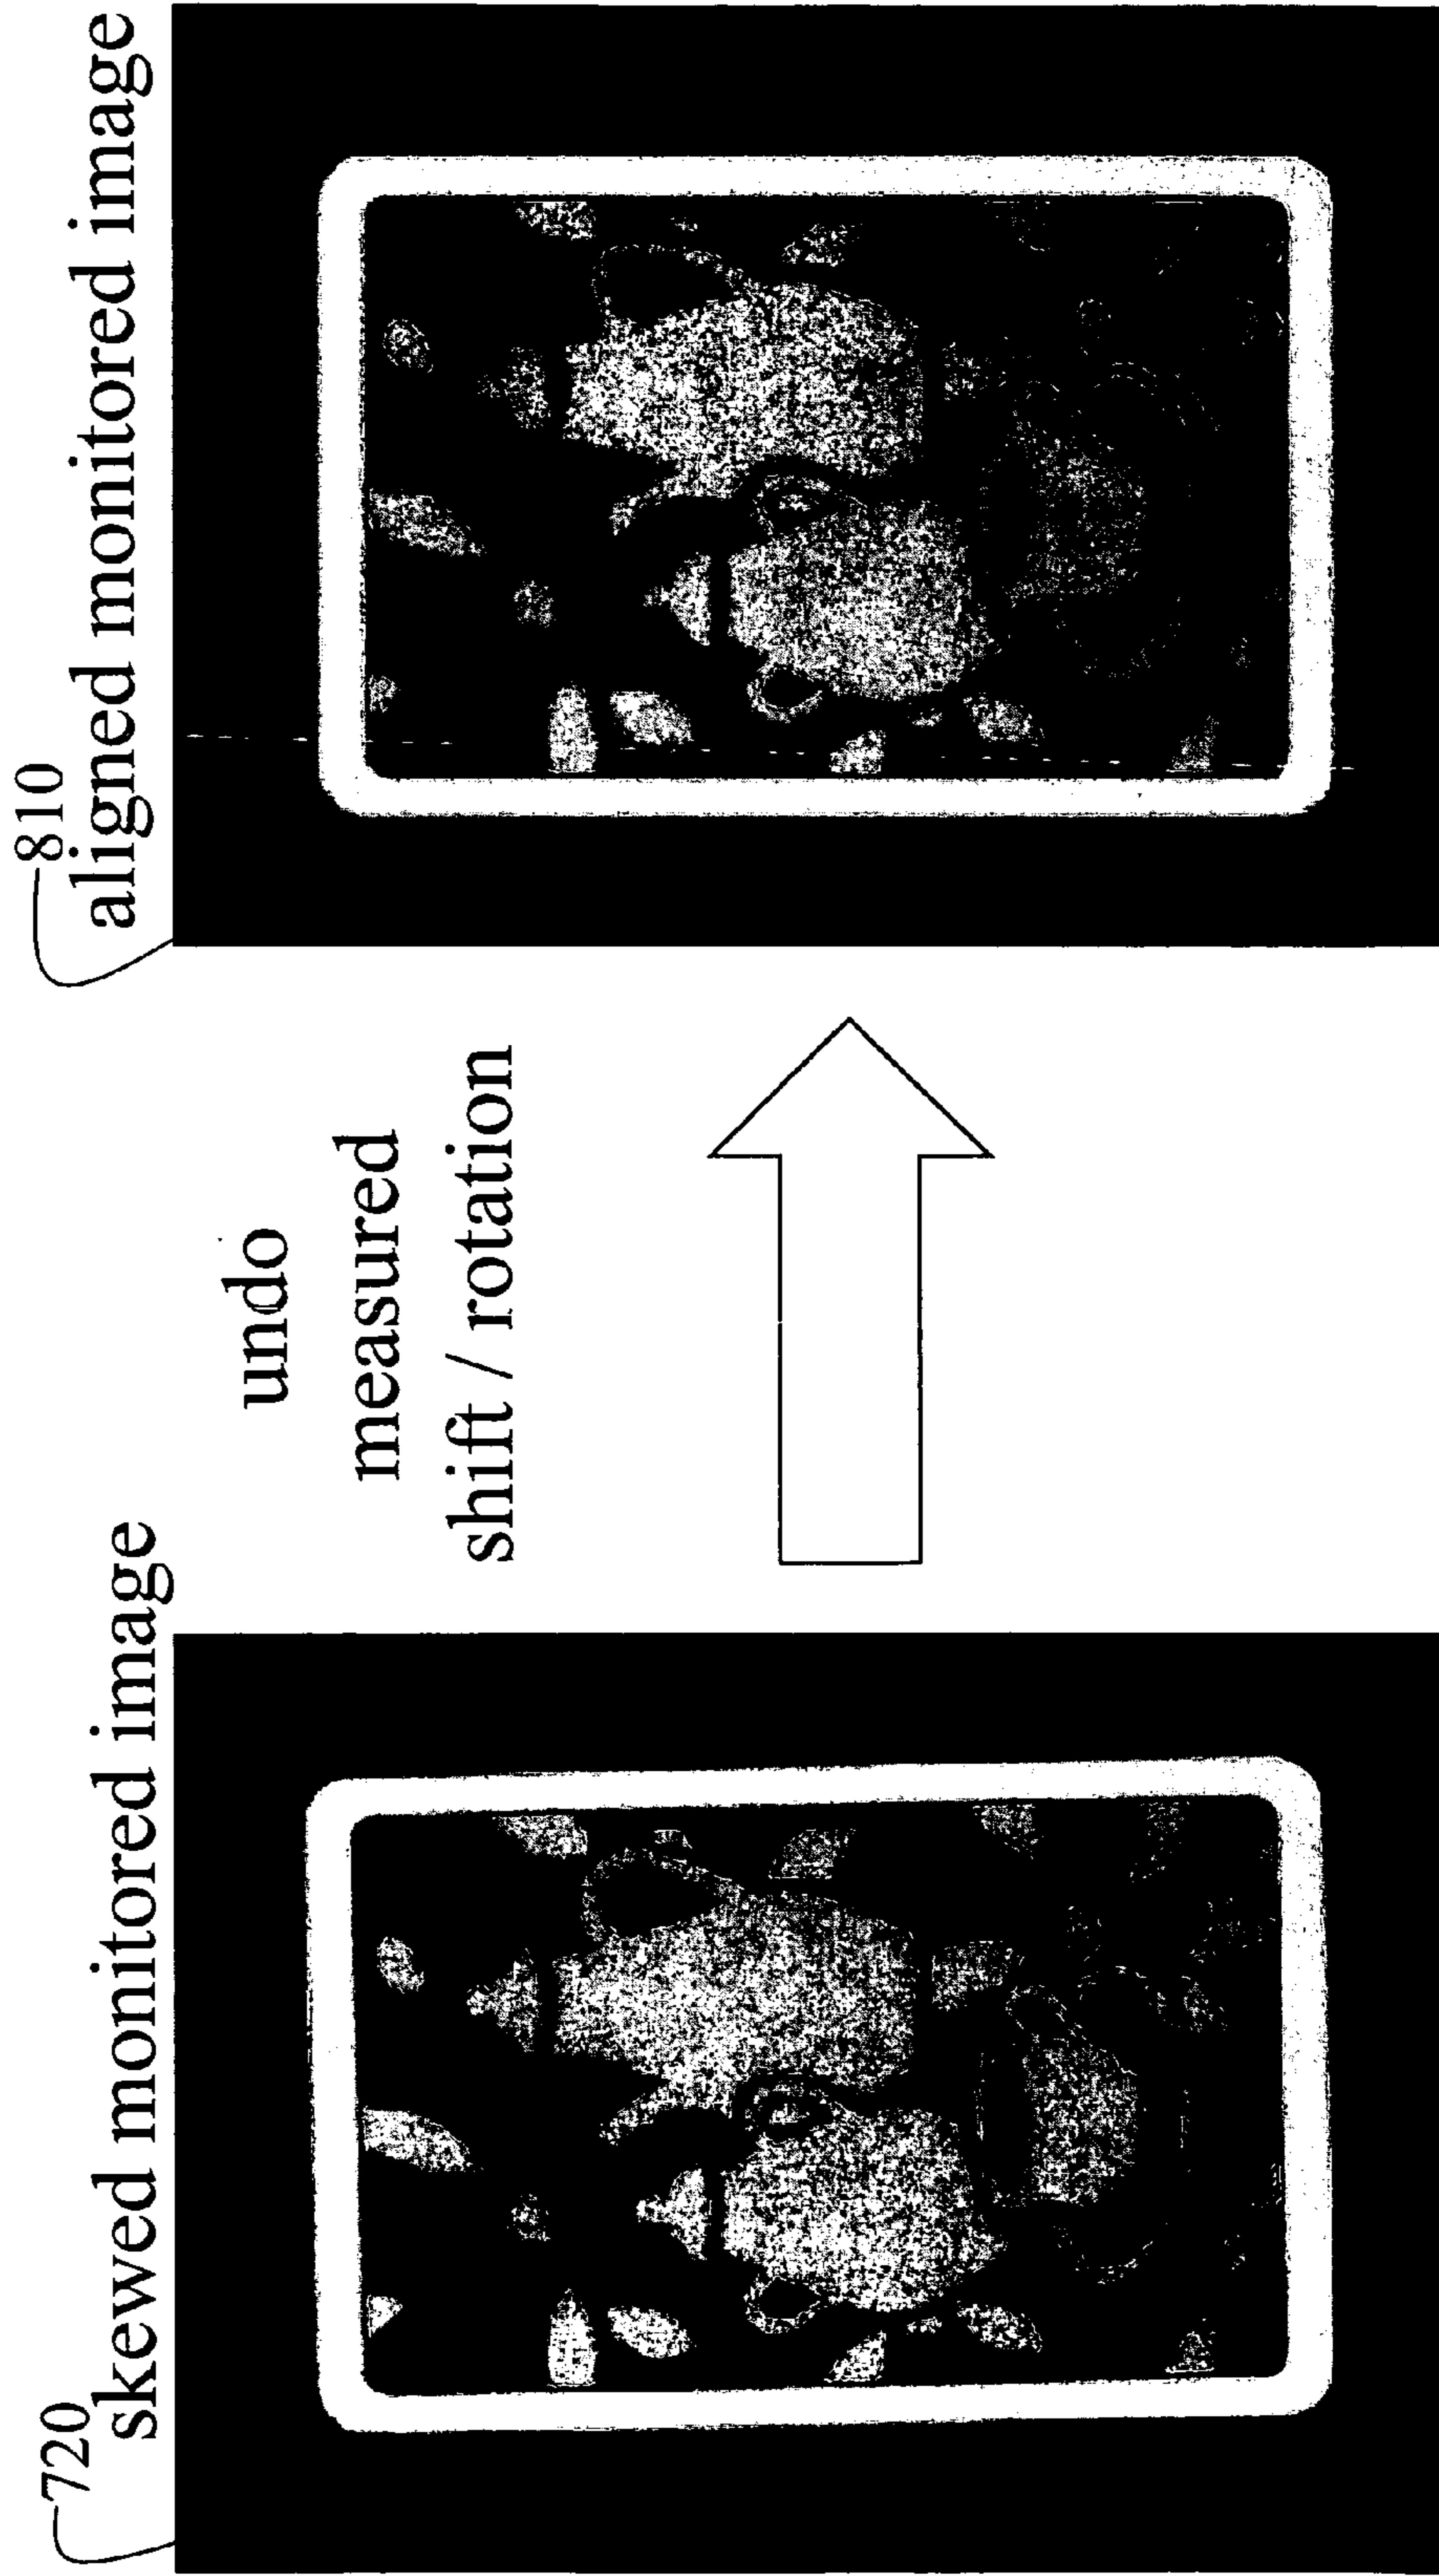 720
skewed monitored image
undo
measured
shift / rotation
810
aligned monitored image